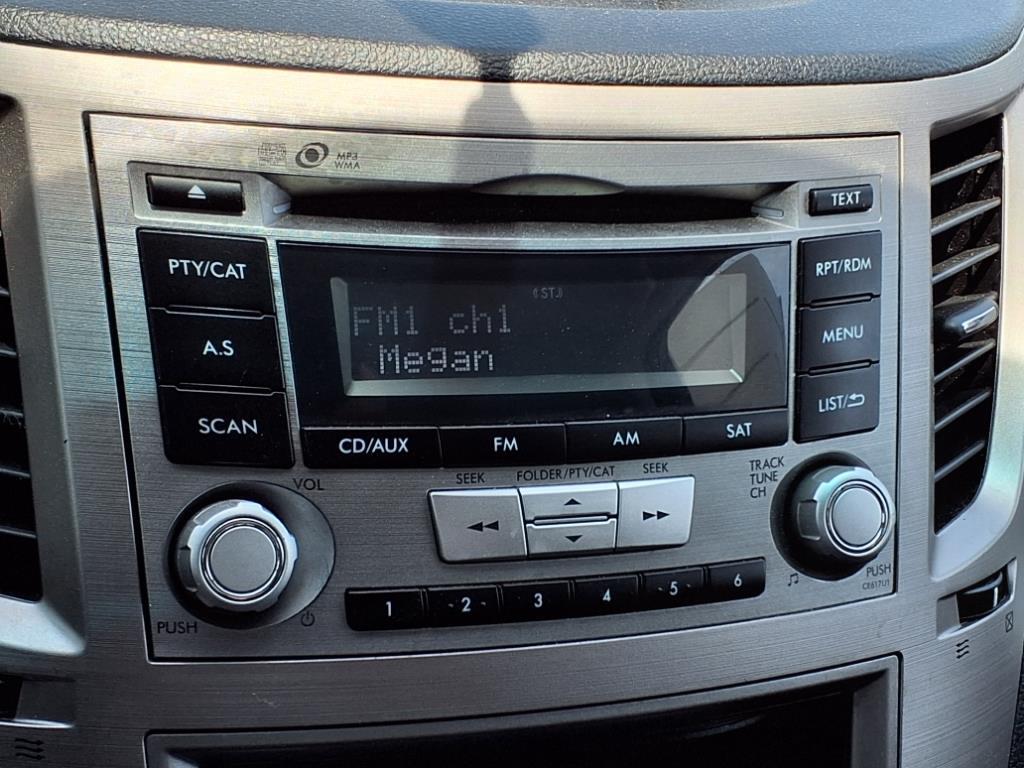 MP3
WMA
TEXT
PTY/CAT
A.S
SCAN
ST
FM1 ch1
Megan
RPT/RDM
MENU
LIST/
CD/AUX
FM
AM
SAT
VOL
SEEK
FOLDER/PTY/CAT
SEEK
TRACK
TUNE
CH
1
2
3
4
5
6
PUSH
PUSH
CE617U1